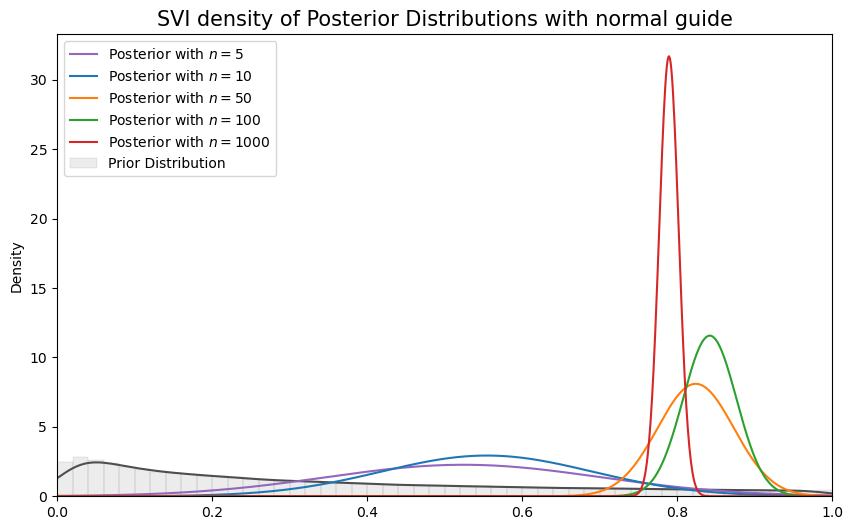 SVI density of Posterior Distributions with normal guide
Posterior with n = 5
Posterior with n = 10
Posterior with n = 50
Posterior with n = 100
Posterior with n = 1000
Prior Distribution
Density
30
25
20
15
10
5
0
0.0 0.2 0.4 0.6 0.8 1.0